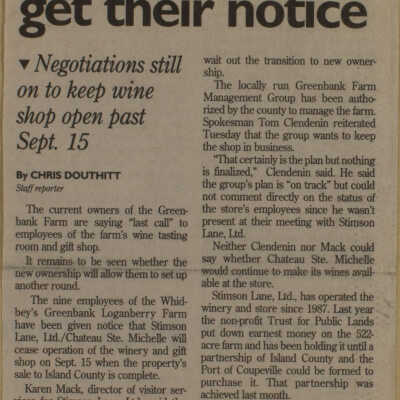 get their notice
▼ Negotiations still
on to keep wine
shop open past
Sept. 15
By CHRIS DOUTHITT
Staff reporter
The current owners of the Green-
bank Farm are saying “last call” to
employees of the farm’s wine tasting
room and gift shop.
It remains to be seen whether the
new ownership will allow them to set up
another round.
The nine employees of the Whid-
bey’s Greenbank Loganberry Farm
have been given notice that Stimson
Lane, Ltd./Chateau Ste. Michelle will
cease operation of the winery and gift
shop on Sept. 15 when the property’s
sale to Island County is complete.
Karen Mack, director of visitor ser-
wait out the transition to new owner-
ship.
The locally run Greenbank Farm
Management Group has been autho-
rized by the county to manage the farm.
Spokesman Tom Clendenin reiterated
Tuesday that the group wants to keep
the shop in business.
“That certainly is the plan but nothing
is finalized,” Clendenin said. He said
the group’s plan is “on track” but could
not comment directly on the status of
the store’s employees since he wasn’t
present at their meeting with Stimson
Lane, Ltd.
Neither Clendenin nor Mack could
say whether Chateau Ste. Michelle
would continue to make its wines avail-
able at the store.
Stimson Lane, Ltd., has operated the
winery and store since 1987. Last year
the non-profit Trust for Public Lands
put down earnest money on the 522-
acre farm and has been holding it until a
partnership of Island County and the
Port of Coupeville could be formed to
purchase it. That partnership was
achieved last month.